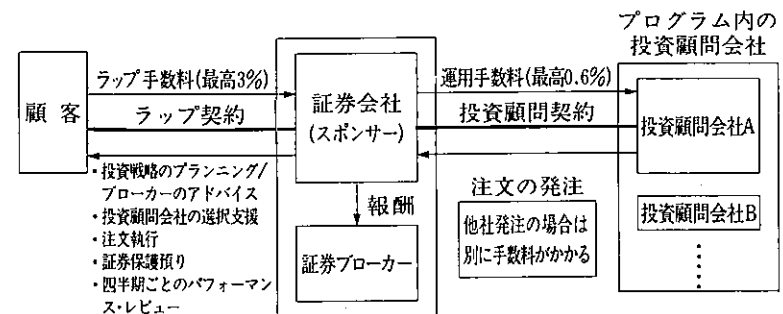 プログラム内の
投資顧問会社
顧 客
ラップ手数料(最高3%)
ラップ契約
・投資戦略のプランニング/
ブローカーのアドバイス
・投資顧問会社の選択支援
・注文執行
・証券保護預り
・四半期ごとのパフォーマン
ス・レビュー
証券会社
(スポンサー)
報酬
証券ブローカー
運用手数料(最高0.6%)
投資顧問契約
注文の発注
他社発注の場合は
別に手数料がかかる
投資顧問会社A
投資顧問会社B